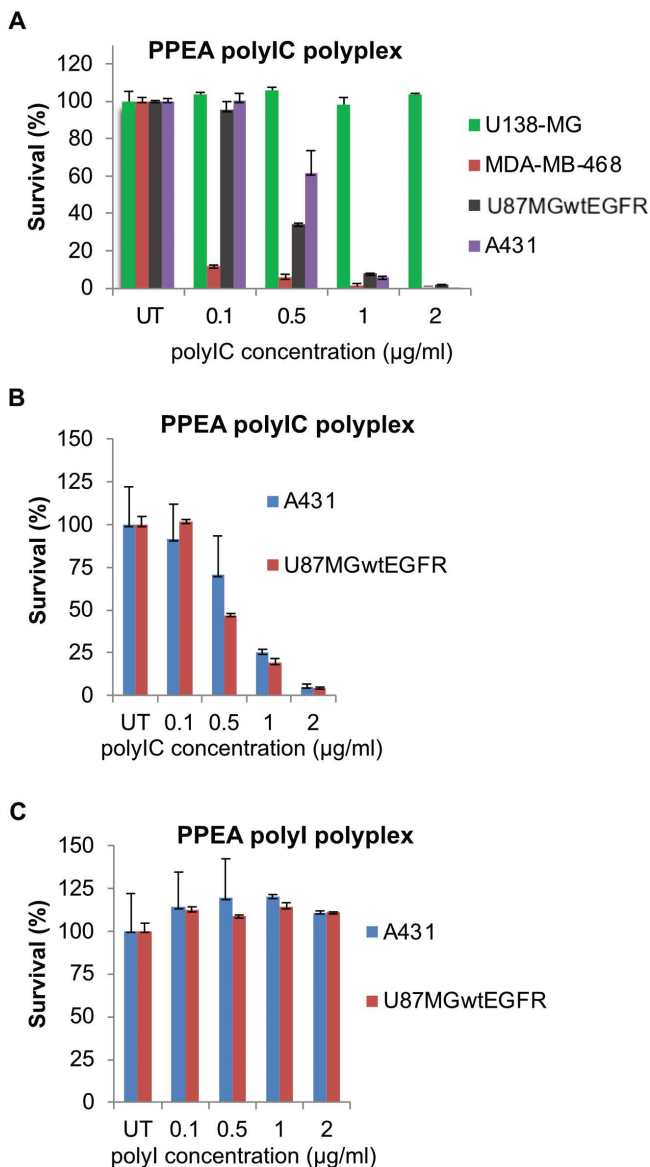 A
PPEA polyIC polyplex
120
100
80
60
40
20
0
Survival (%)
U138-MG
MDA-MB-468
U87MGwtEGFR
A431
UT 0.1 0.5 1 2
polyIC concentration (µg/ml)
B
PPEA polyIC polyplex
150
125
100
75
50
25
0
Survival (%)
A431
U87MGwtEGFR
UT 0.1 0.5 1 2
polyIC concentration (µg/ml)
C
PPEA polyI polyplex
150
125
100
75
50
25
0
Survival (%)
A431
U87MGwtEGFR
UT 0.1 0.5 1 2
polyI concentration (µg/ml)